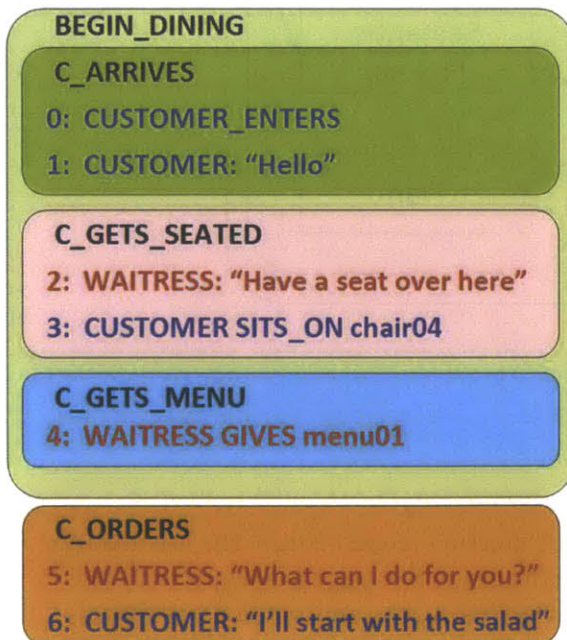 BEGIN_DINING
C_ARRIVES
0: CUSTOMER_ENTERS
1: CUSTOMER: “Hello”
C_GETS_SEATED
2: WAITRESS: “Have a seat over here”
3: CUSTOMER SITS_ON chair04
C_GETS_MENU
4: WAITRESS GIVES menu01
C_ORDERS
5: WAITRESS: “What can I do for you?”
6: CUSTOMER: “I’ll start with the salad”